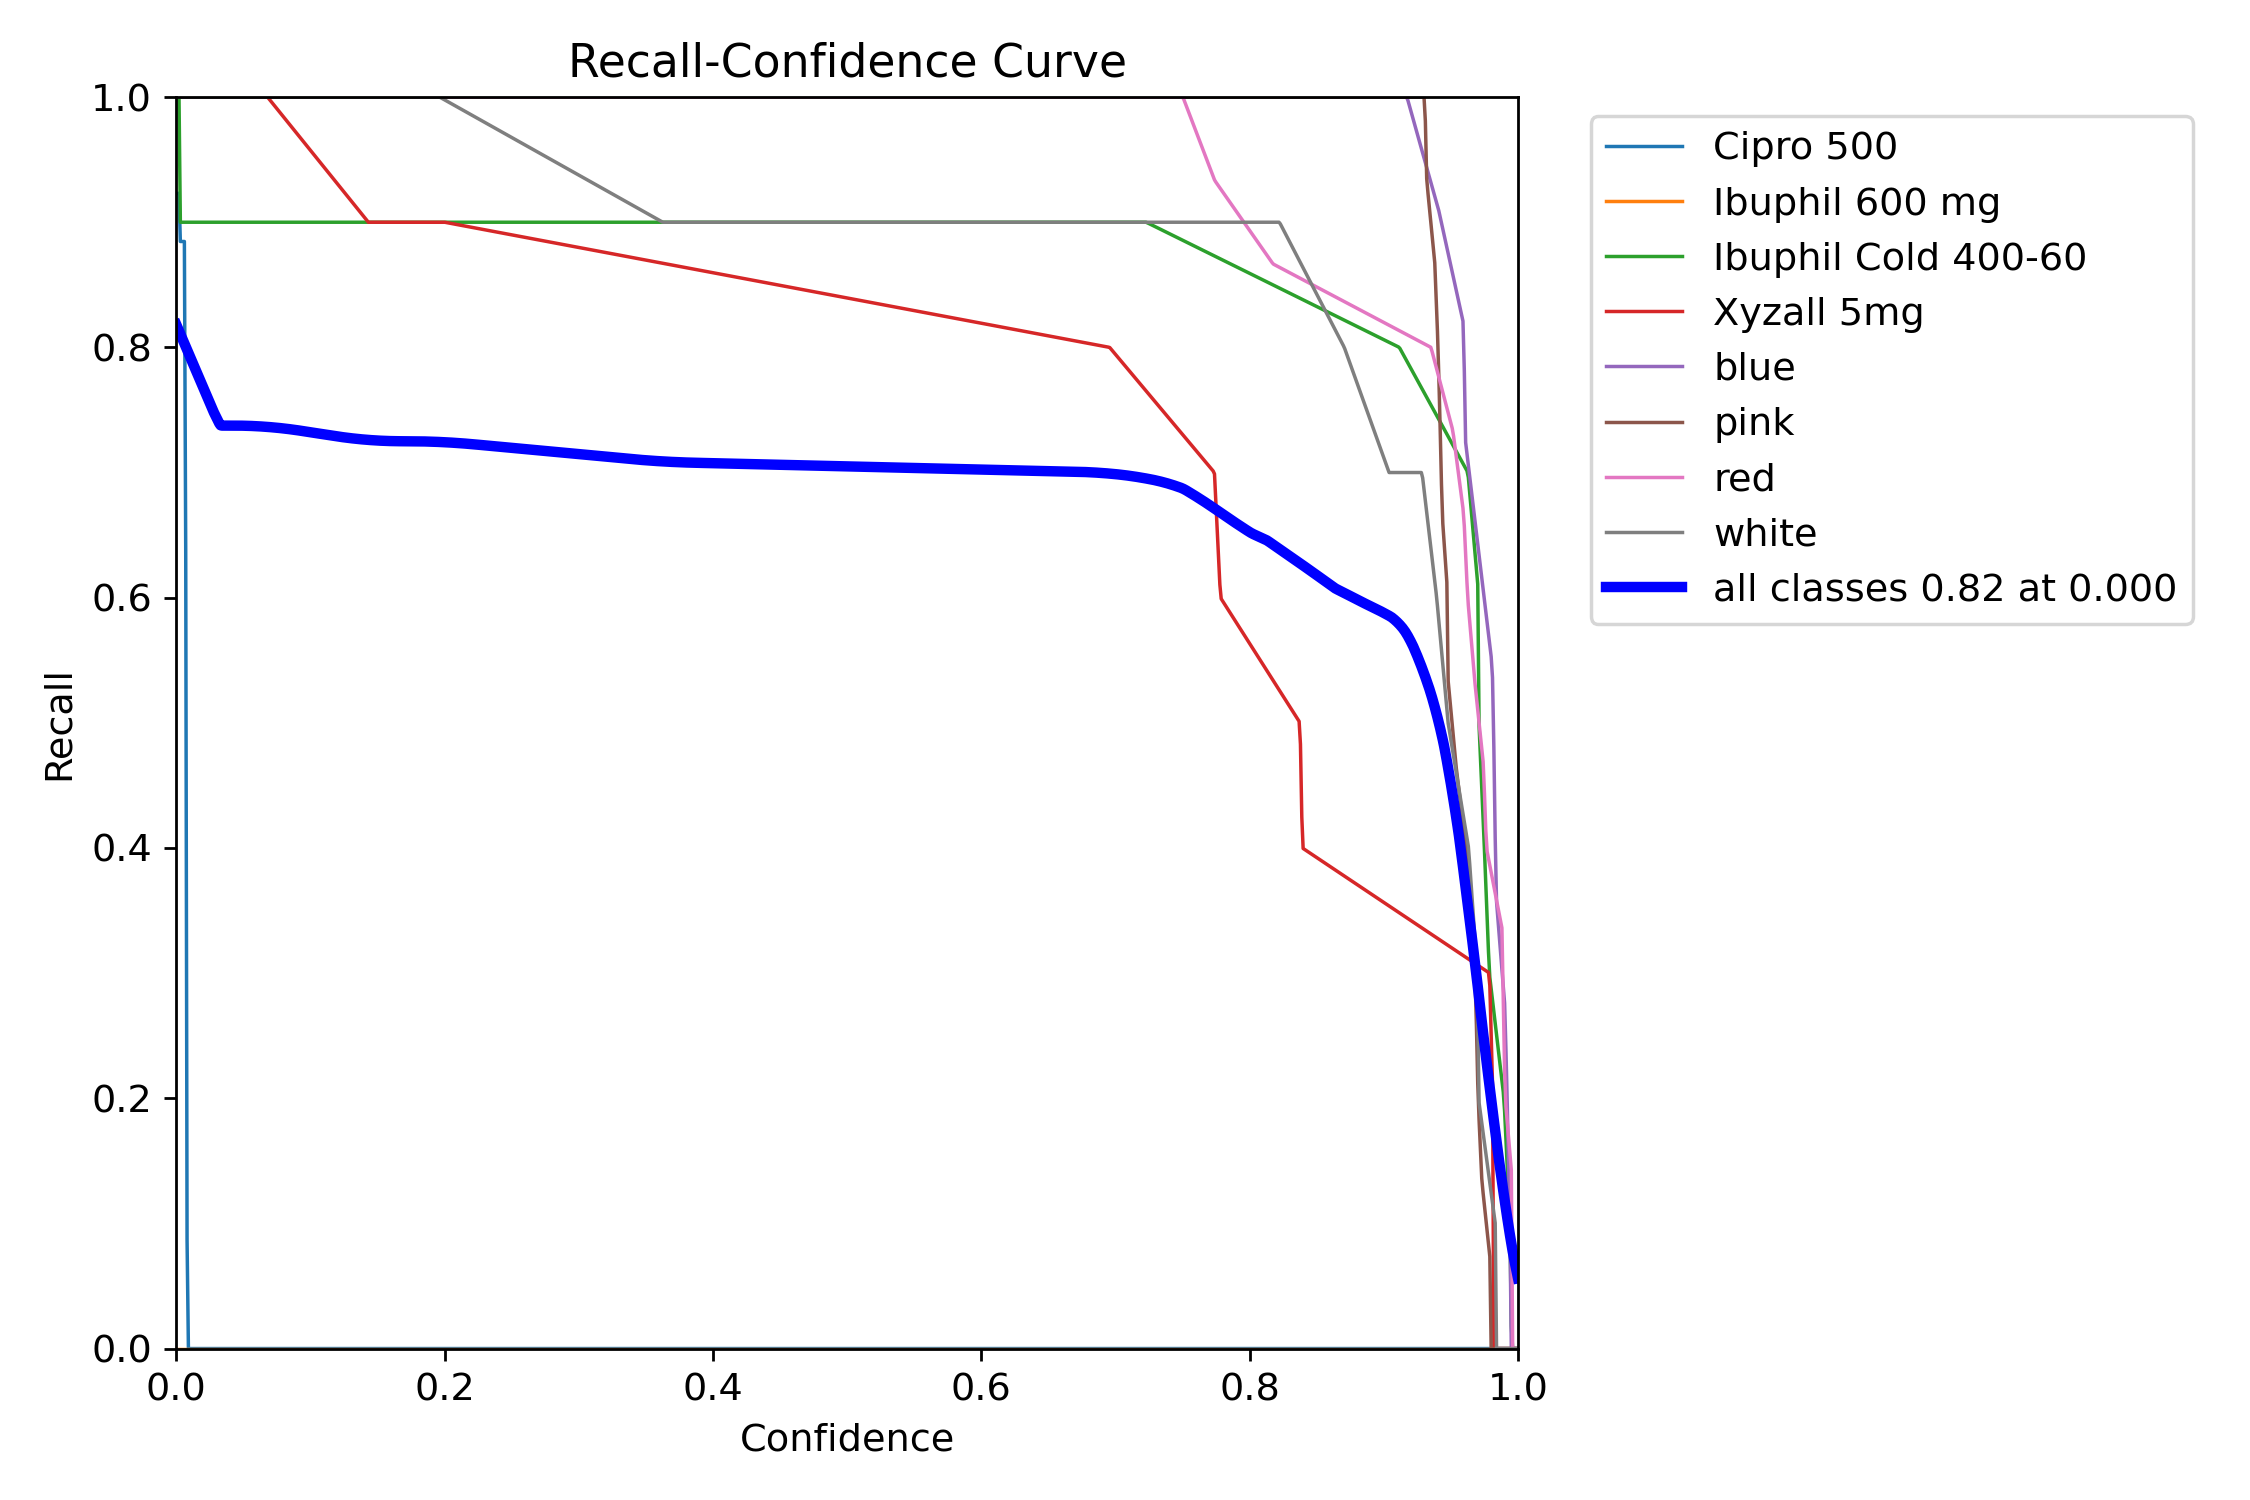 Recall-Confidence Curve
1.0
0.8
0.6
0.4
0.2
0.0
Recall
0.0 0.2 0.4 0.6 0.8 1.0
Confidence
Cipro 500
Ibuphil 600 mg
Ibuphil Cold 400-60
Xyzall 5mg
blue
pink
red
white
all classes 0.82 at 0.000